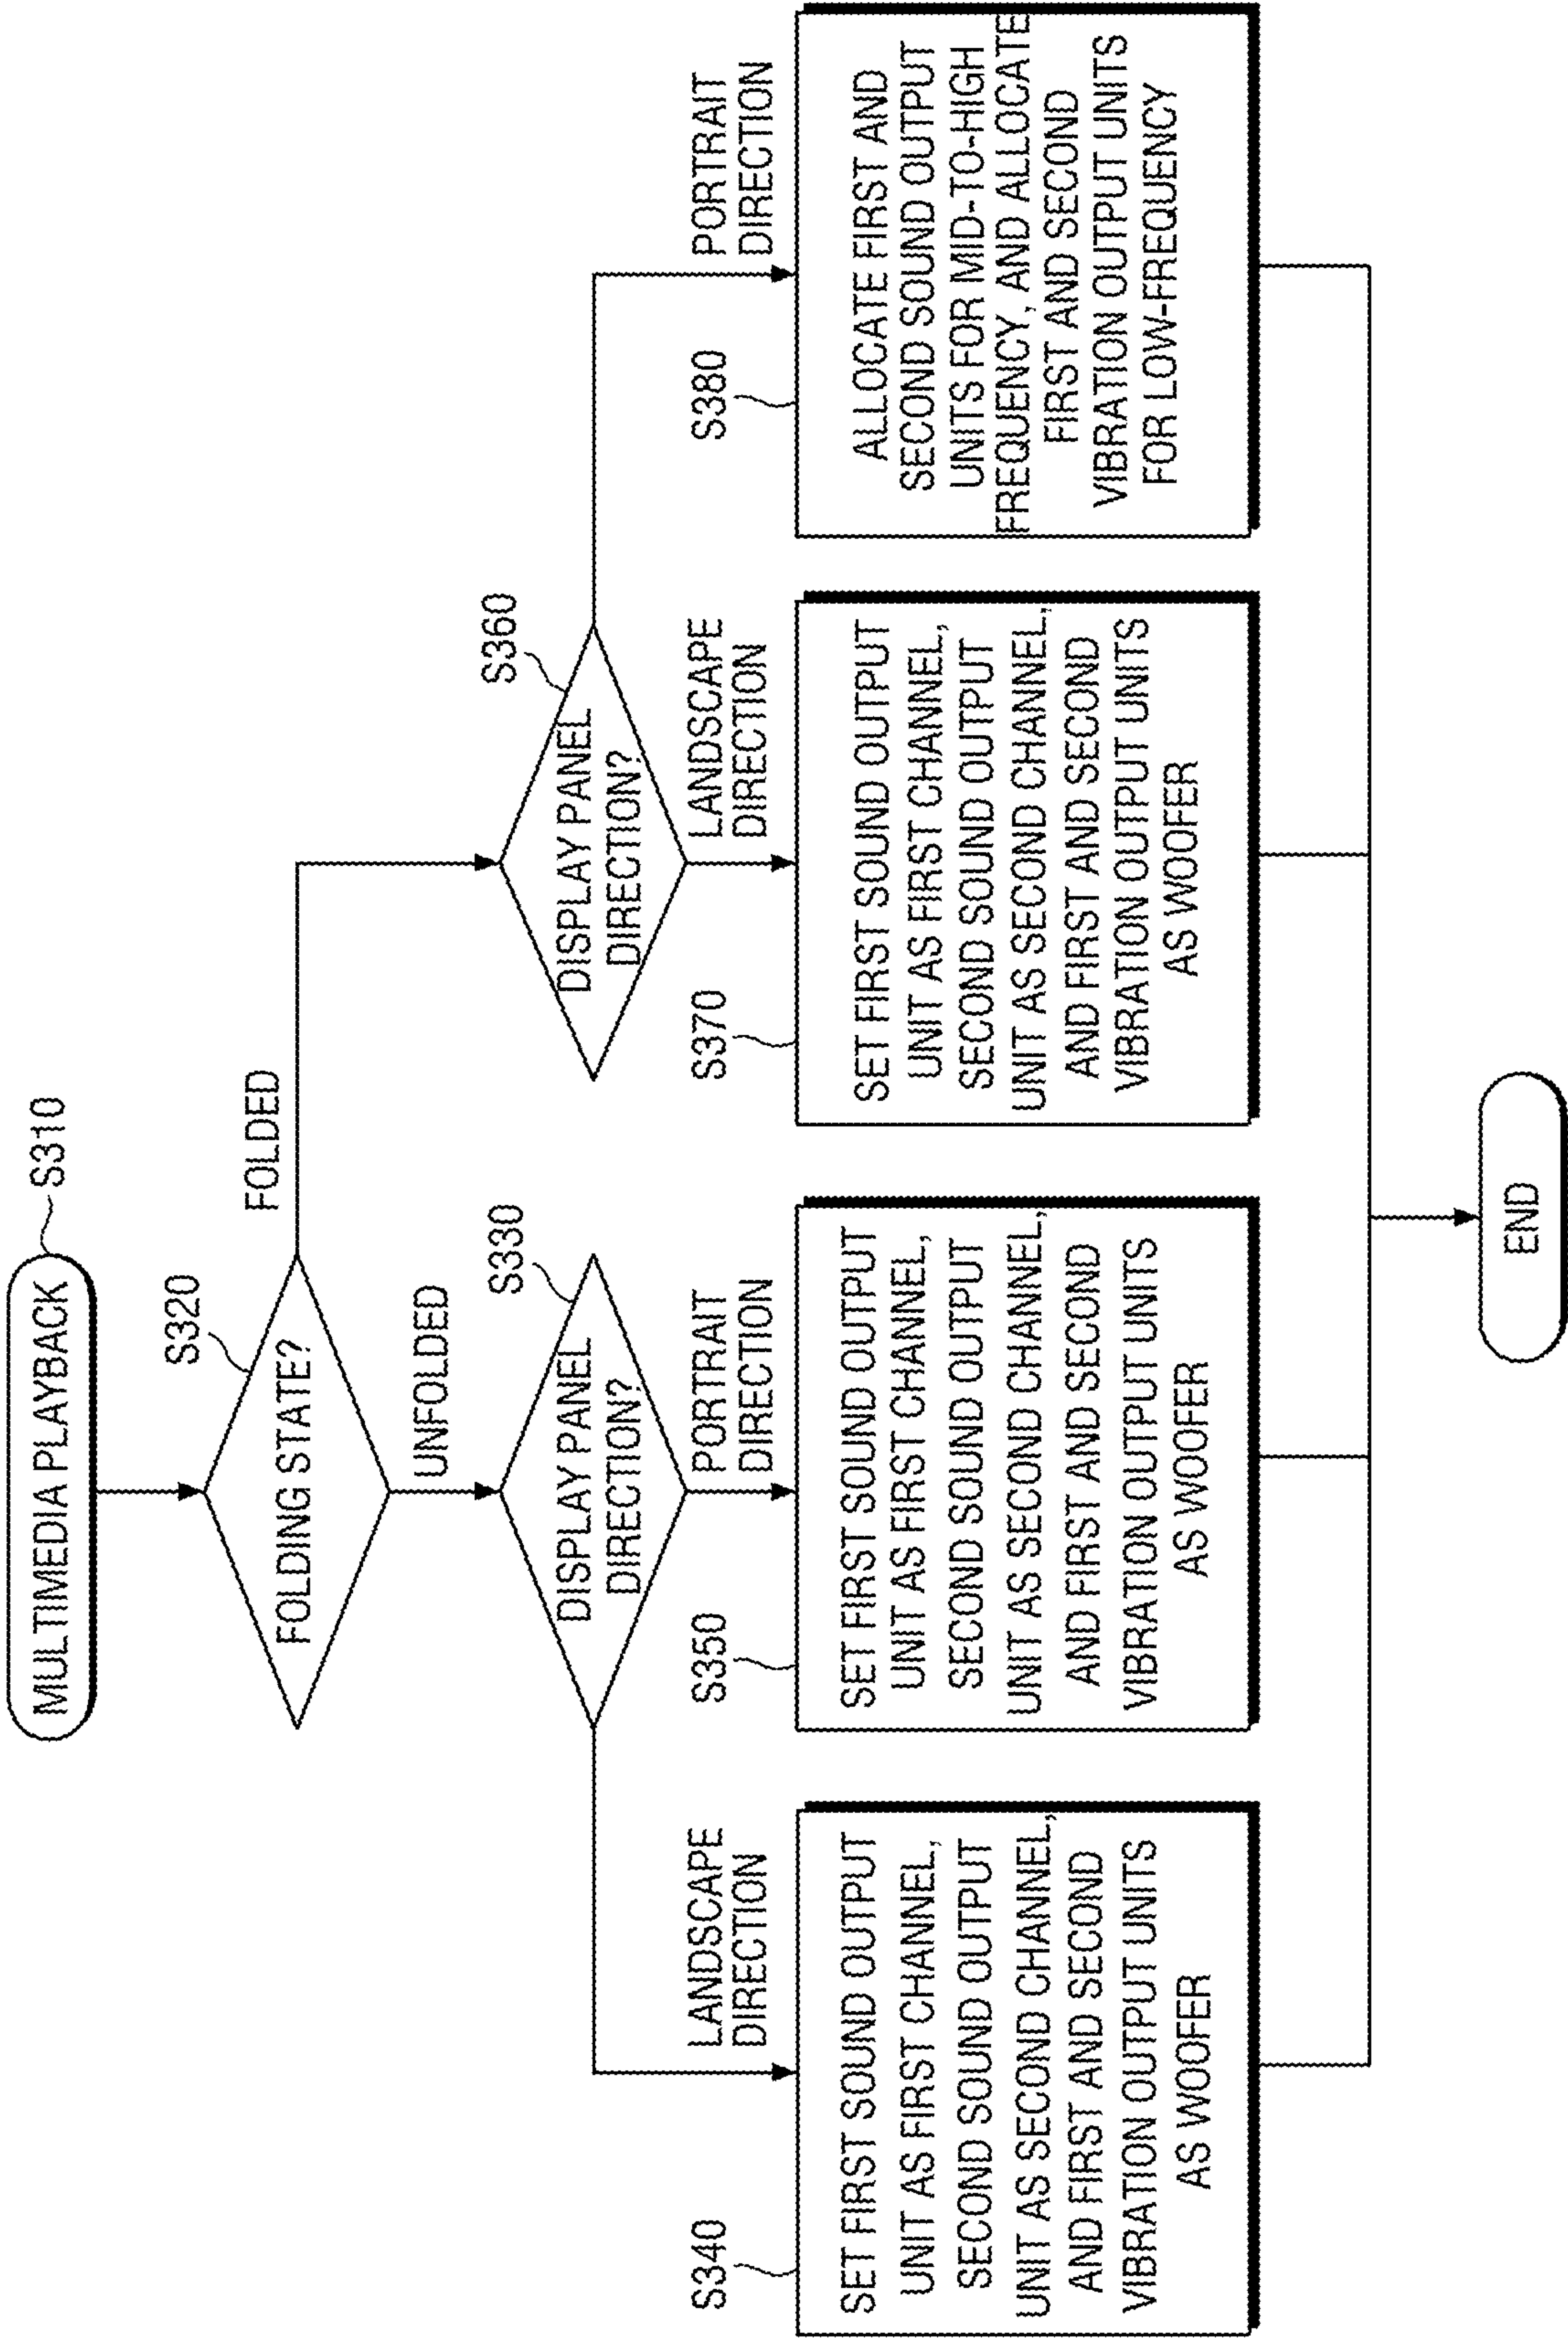 MULTIMEDIA PLAYBACK
S310
S320
FOLDING STATE?
FOLDED
UNFOLDED
S330
DISPLAY PANEL
DIRECTION?
S360
DISPLAY PANEL
DIRECTION?
LANDSCAPE
DIRECTION
PORTRAIT
DIRECTION
LANDSCAPE
DIRECTION
PORTRAIT
DIRECTION
S340
SET FIRST SOUND OUTPUT
UNIT AS FIRST CHANNEL,
SECOND SOUND OUTPUT
UNIT AS SECOND CHANNEL,
AND FIRST AND SECOND
VIBRATION OUTPUT UNITS
AS WOOFER
S350
SET FIRST SOUND OUTPUT
UNIT AS FIRST CHANNEL,
SECOND SOUND OUTPUT
UNIT AS SECOND CHANNEL,
AND FIRST AND SECOND
VIBRATION OUTPUT UNITS
AS WOOFER
S370
SET FIRST SOUND OUTPUT
UNIT AS FIRST CHANNEL,
SECOND SOUND OUTPUT
UNIT AS SECOND CHANNEL,
AND FIRST AND SECOND
VIBRATION OUTPUT UNITS
AS WOOFER
S380
ALLOCATE FIRST AND
SECOND SOUND OUTPUT
UNITS FOR MID-TO-HIGH
FREQUENCY, AND ALLOCATE
FIRST AND SECOND
VIBRATION OUTPUT UNITS
FOR LOW-FREQUENCY
END